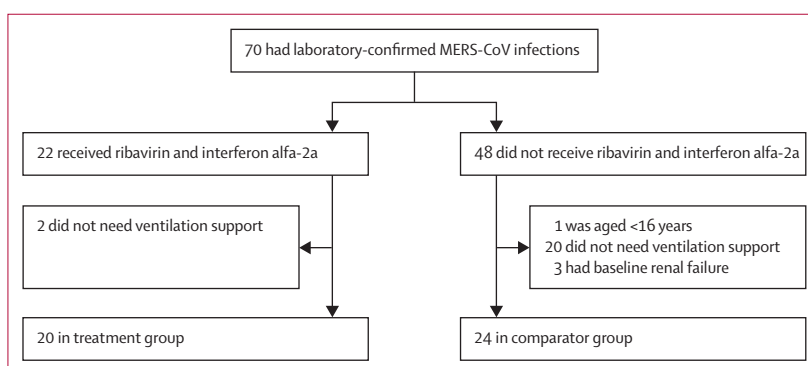 70 had laboratory-confirmed MERS-CoV infections
22 received ribavirin and interferon alfa-2a
48 did not receive ribavirin and interferon alfa-2a
2 did not need ventilation support
1 was aged <16 years
20 did not need ventilation support
3 had baseline renal failure
20 in treatment group
24 in comparator group